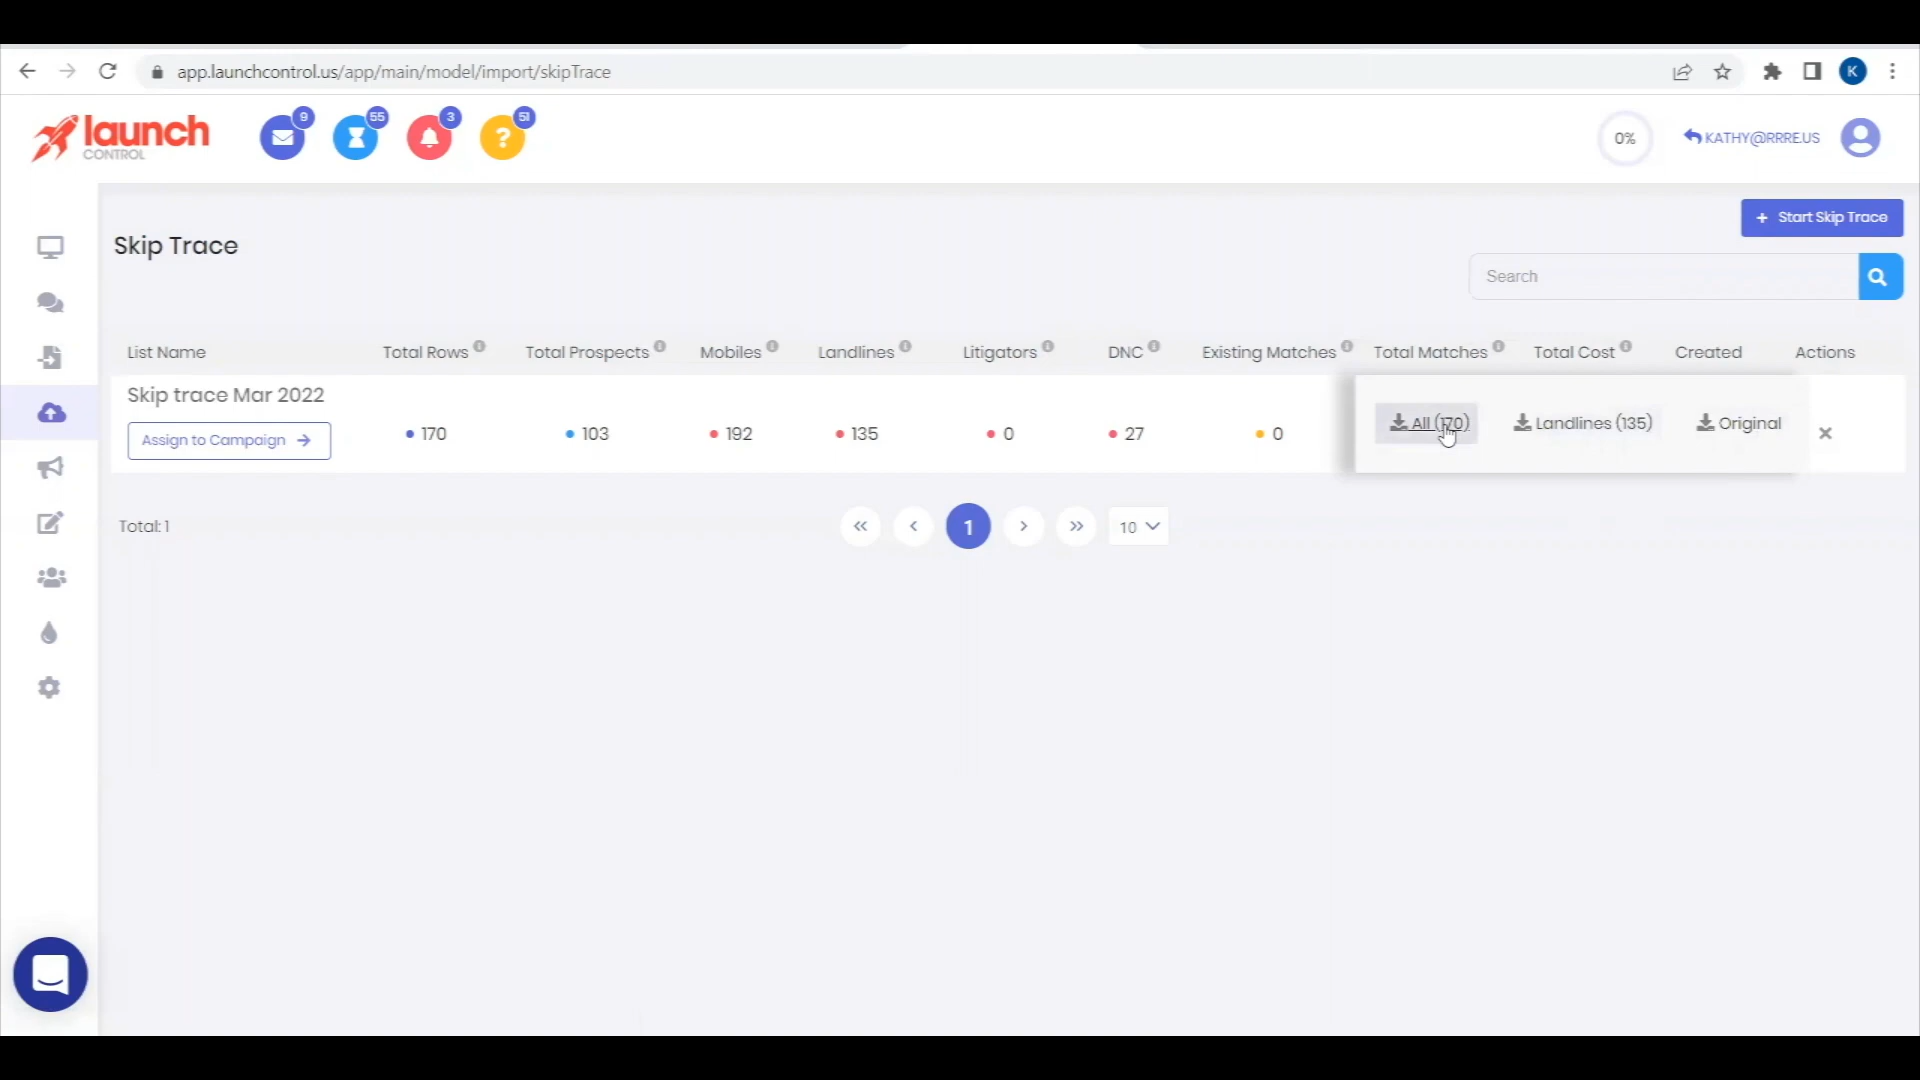 app.launchcontrol.us/app/main/model/import/skipTrace
K
launch
CONTROL
9
55
3
?
51
0%
KATHY@RRRE.US
+ Start Skip Trace
Skip Trace
Search
List Name Total Rows Total Prospects Mobiles Landlines Litigators DNC Existing Matches Total Matches Total Cost Created Actions
Skip trace Mar 2022
Assign to Campaign →
170 103 192 135 0 27 0
All (170) Landlines (135) Original
Total: 1
« ‹ 1 › » 10